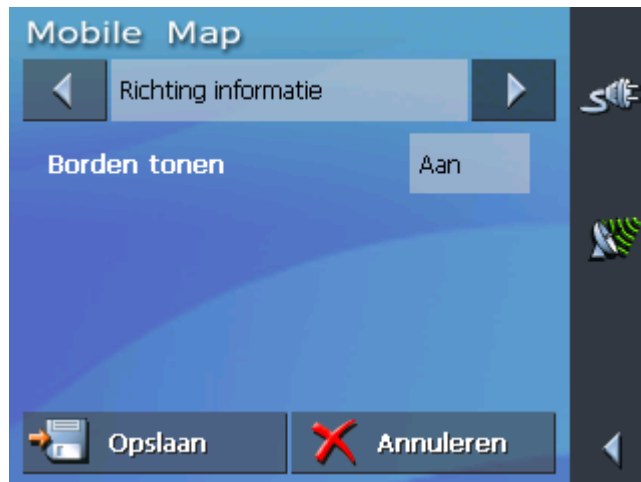 Mobile Map
Richting informatie
Borden tonen Aan
Opslaan Annuleren